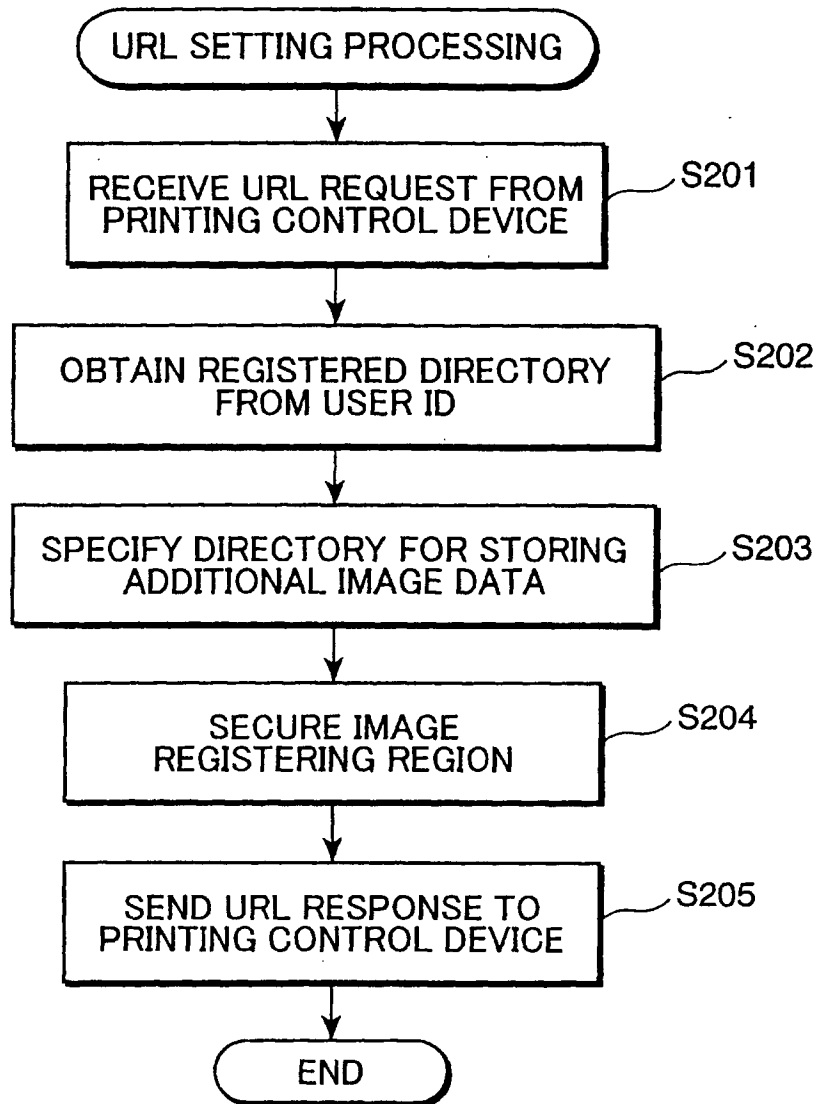 URL SETTING PROCESSING
RECEIVE URL REQUEST FROM
PRINTING CONTROL DEVICE
S201
OBTAIN REGISTERED DIRECTORY
FROM USER ID
S202
SPECIFY DIRECTORY FOR STORING
ADDITIONAL IMAGE DATA
S203
SECURE IMAGE
REGISTERING REGION
S204
SEND URL RESPONSE TO
PRINTING CONTROL DEVICE
S205
END